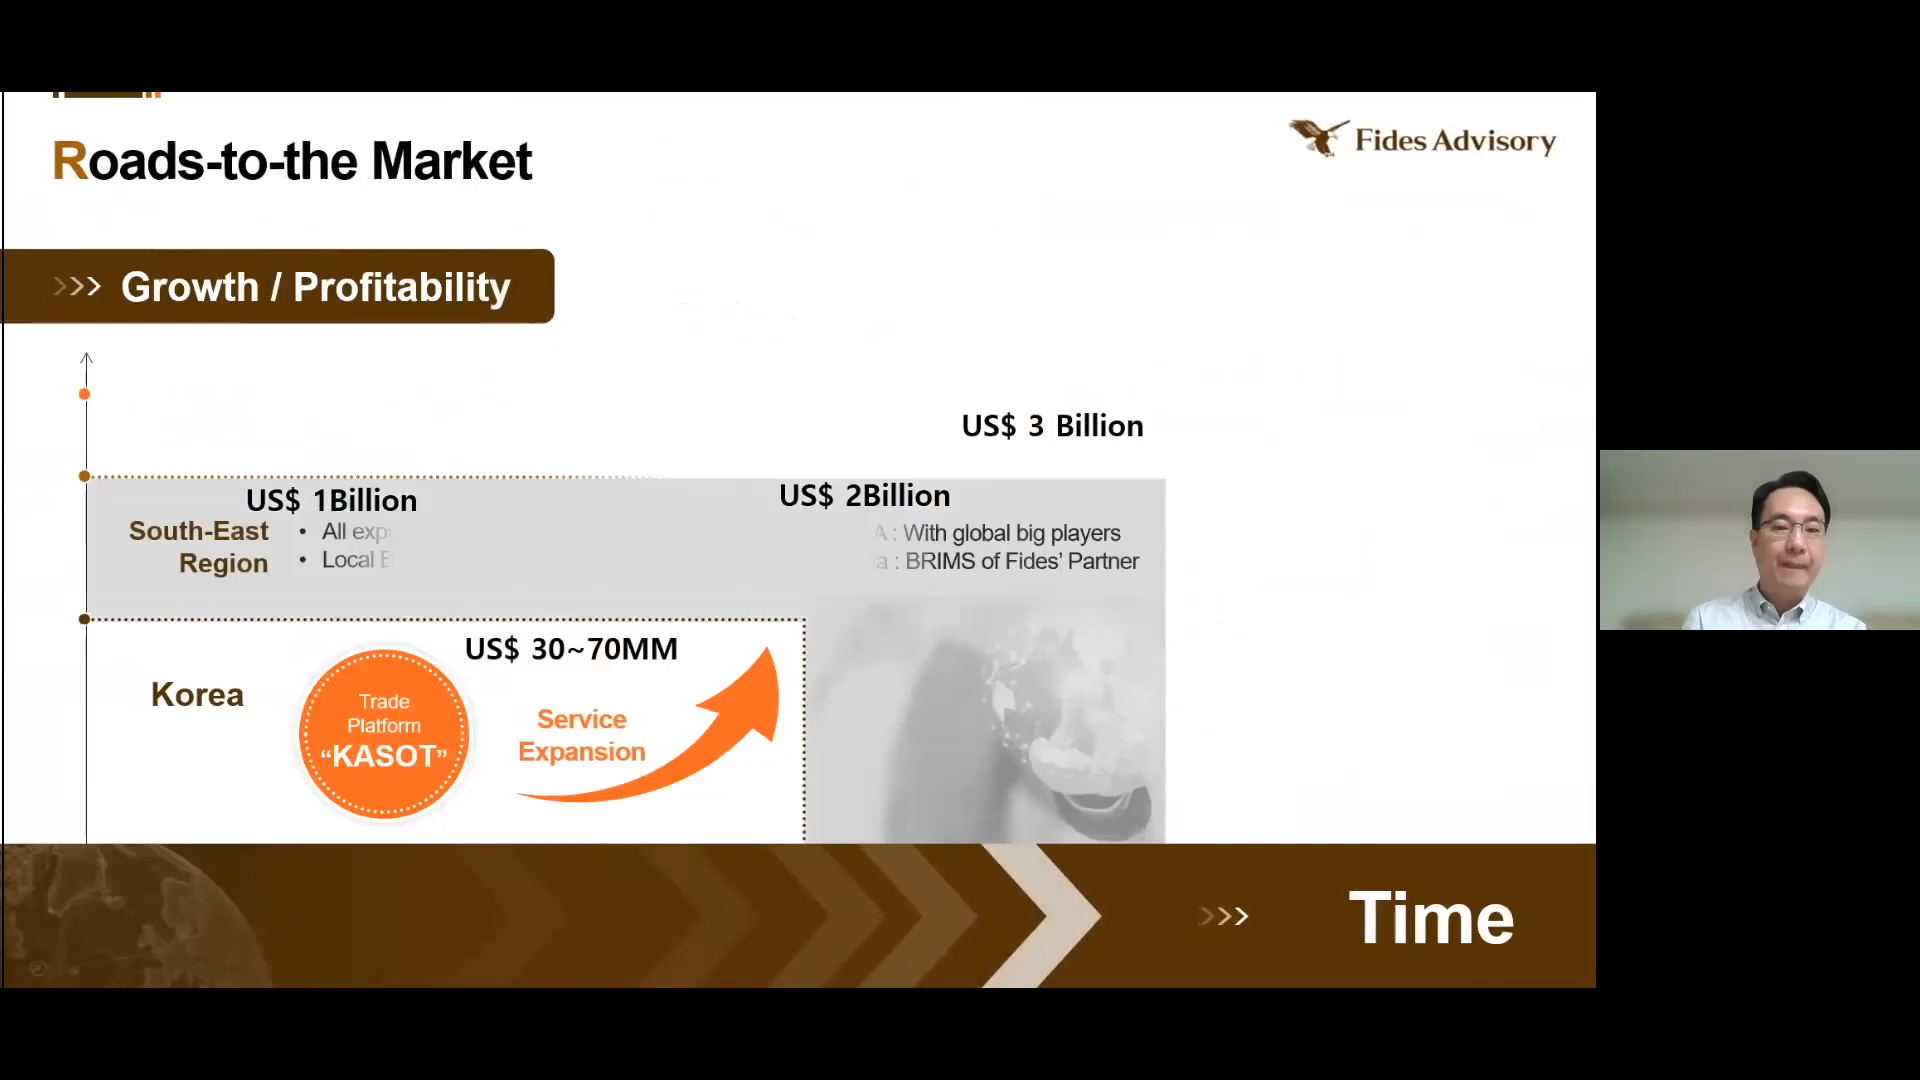 Roads-to-the Market
Fides Advisory
>>> Growth / Profitability
US$ 3 Billion
US$ 1Billion
US$ 2Billion
South-East
Region
• All exp
• Local
: With global big players
: BRIMS of Fides’ Partner
US$ 30~70MM
Korea
Trade
Platform
“KASOT”
Service
Expansion
>>> Time